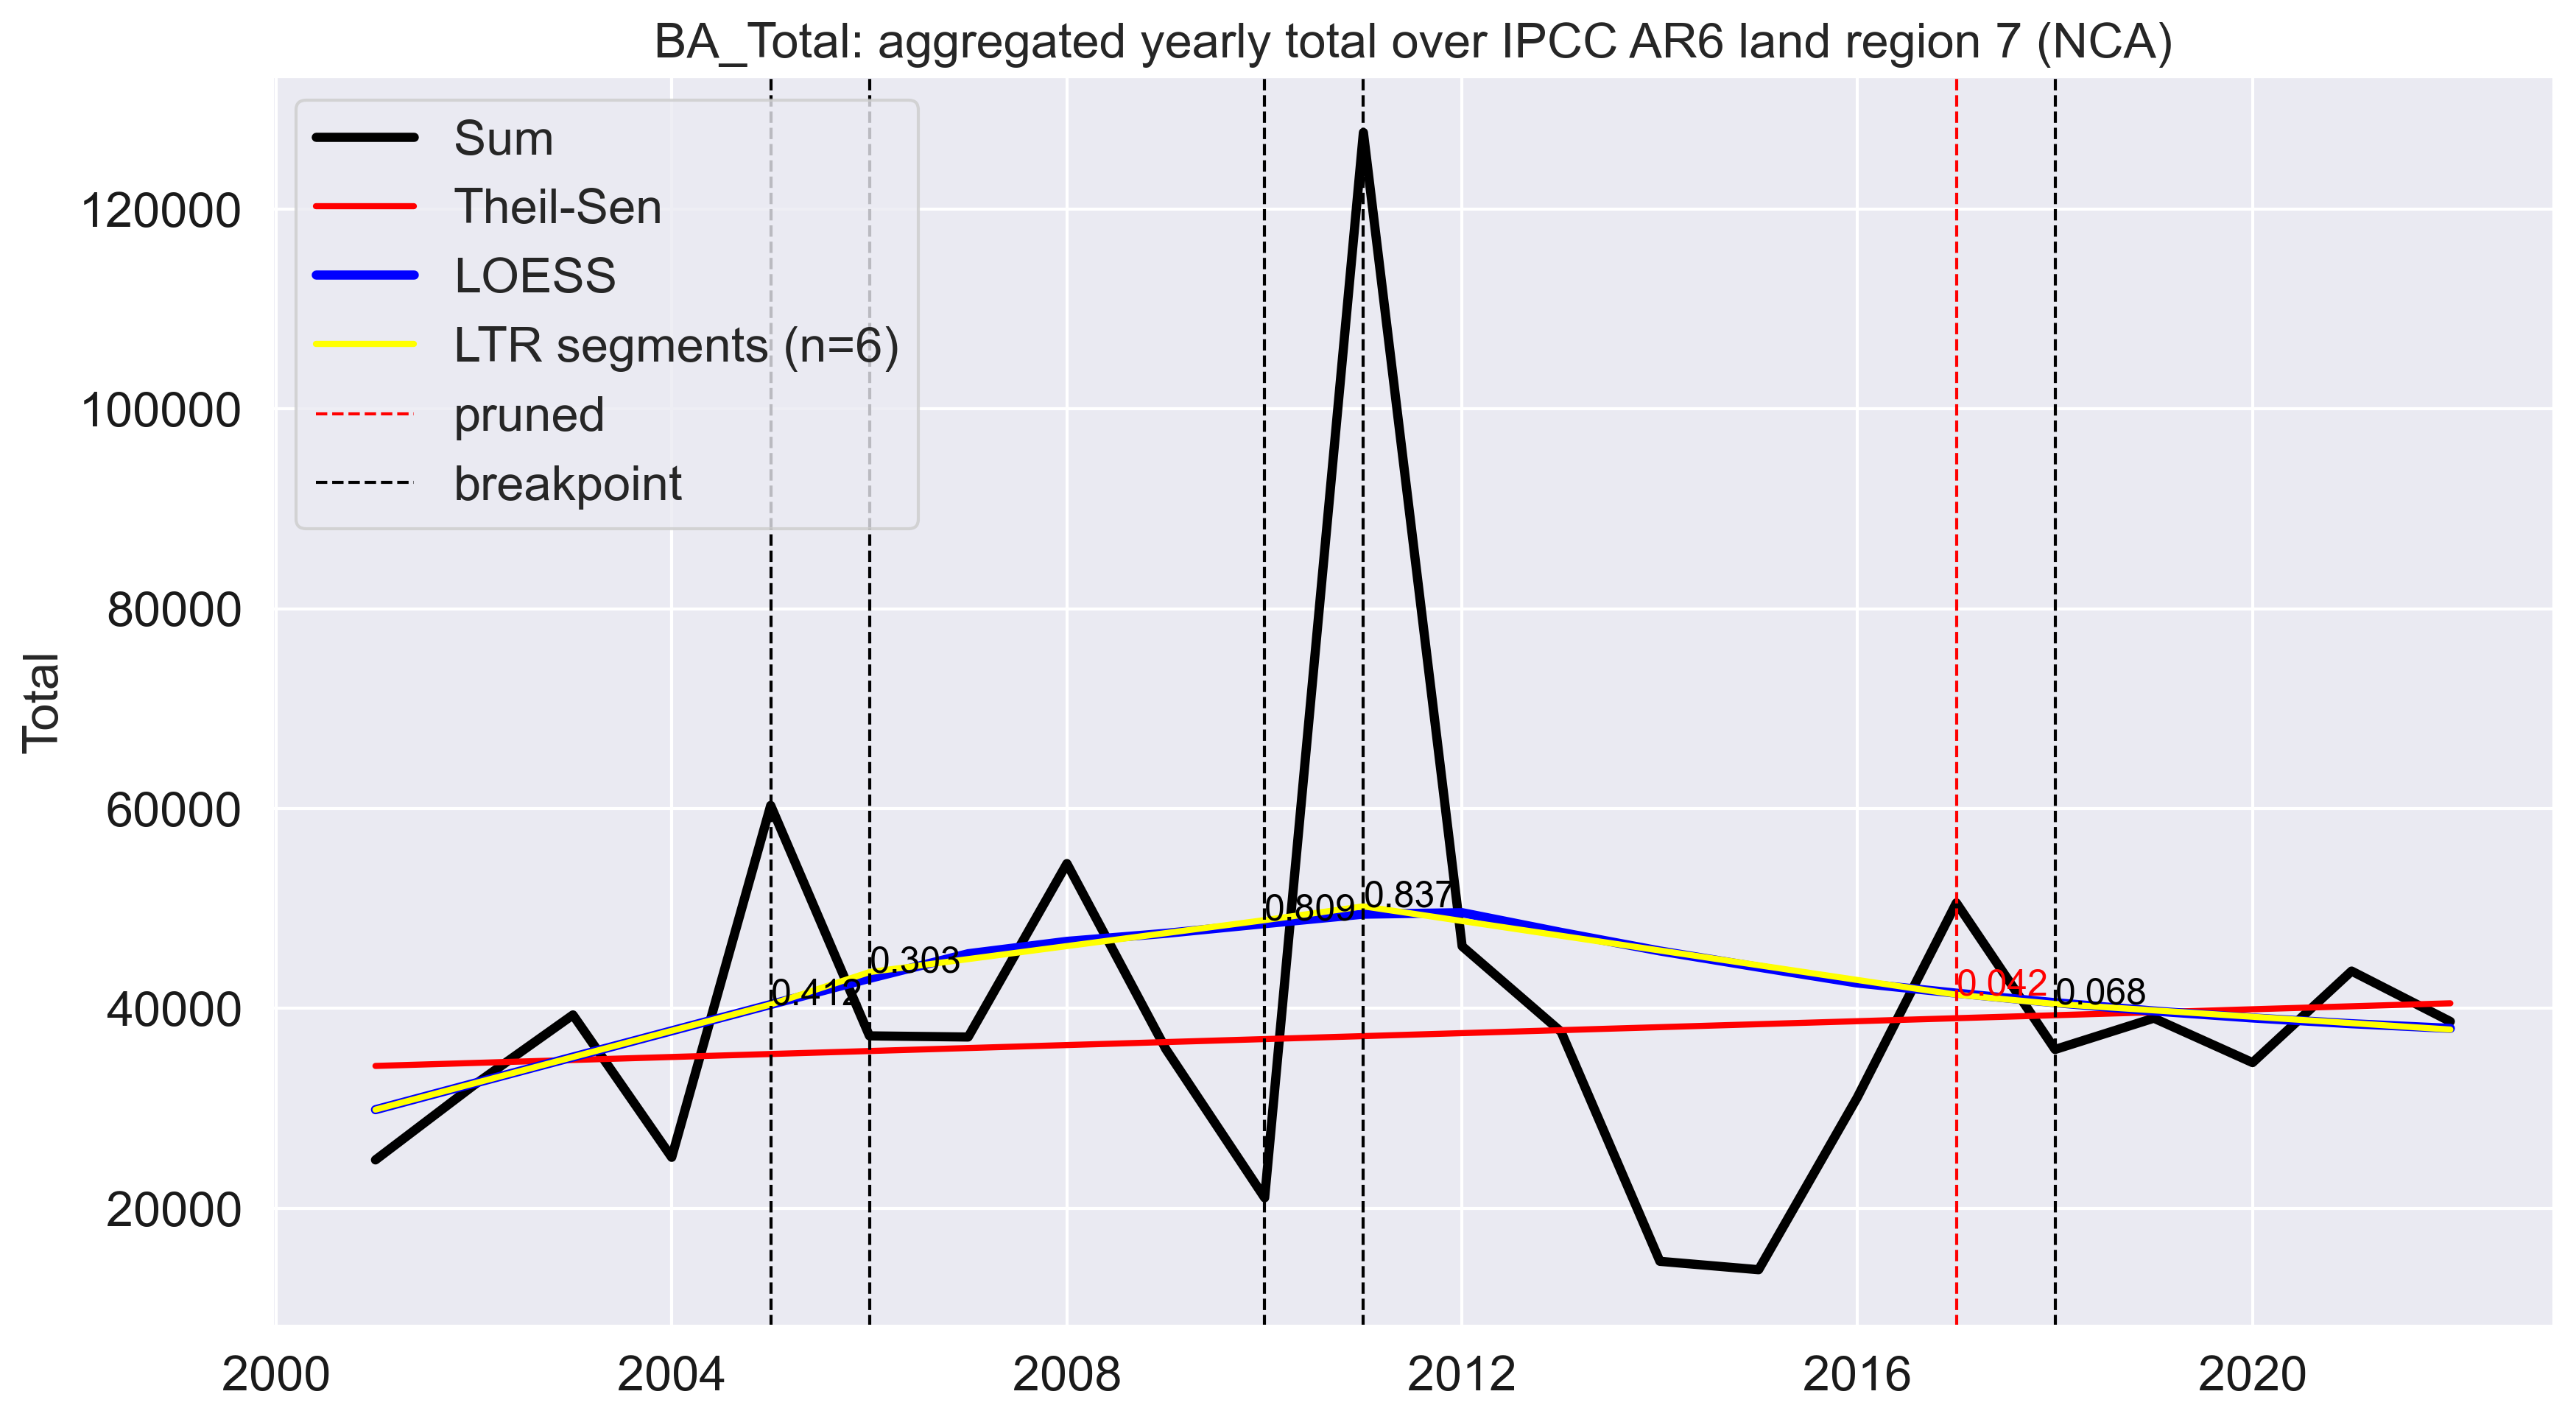 BA_Total: aggregated yearly total over IPCC AR6 land region 7 (NCA)
Sum
Theil-Sen
LOESS
LTR segments (n=6)
pruned
breakpoint
Total
120000
100000
80000
60000
40000
20000
0.412
0.303
0.809
0.837
0.042
0.068
2000
2004
2008
2012
2016
2020